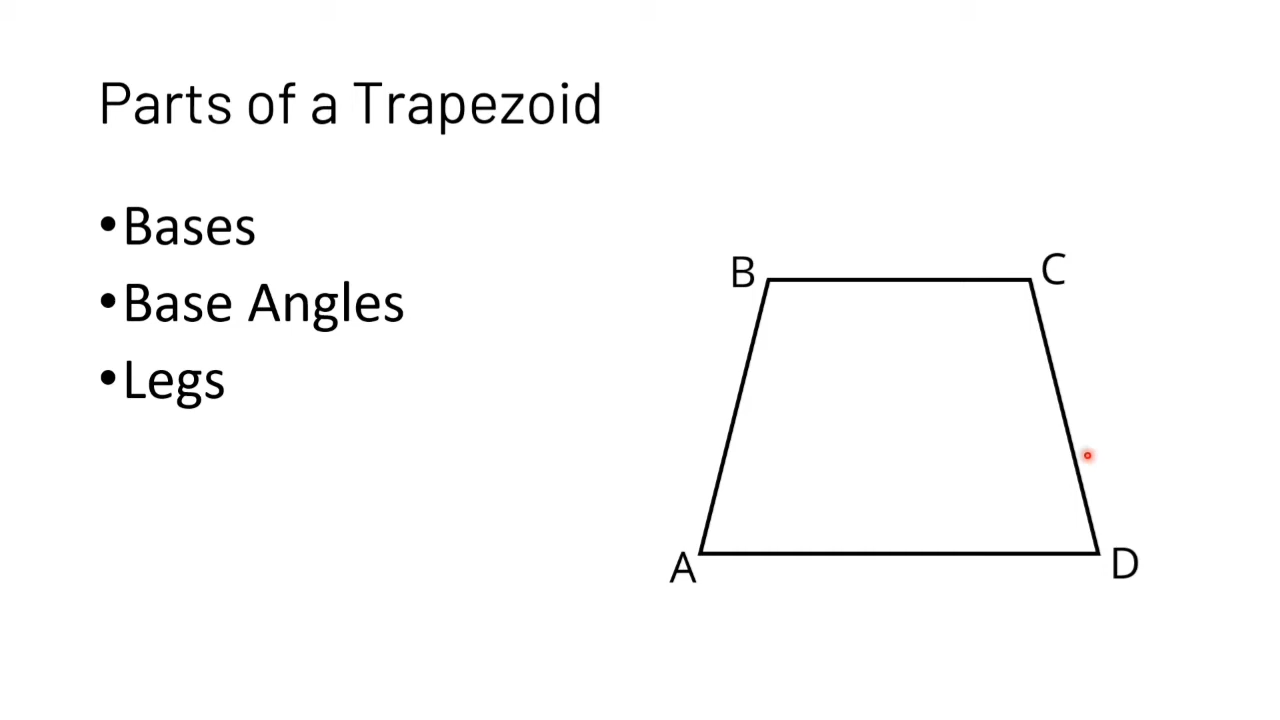 Parts of a Trapezoid
•Bases
•Base Angles
•Legs
B
C
A
D